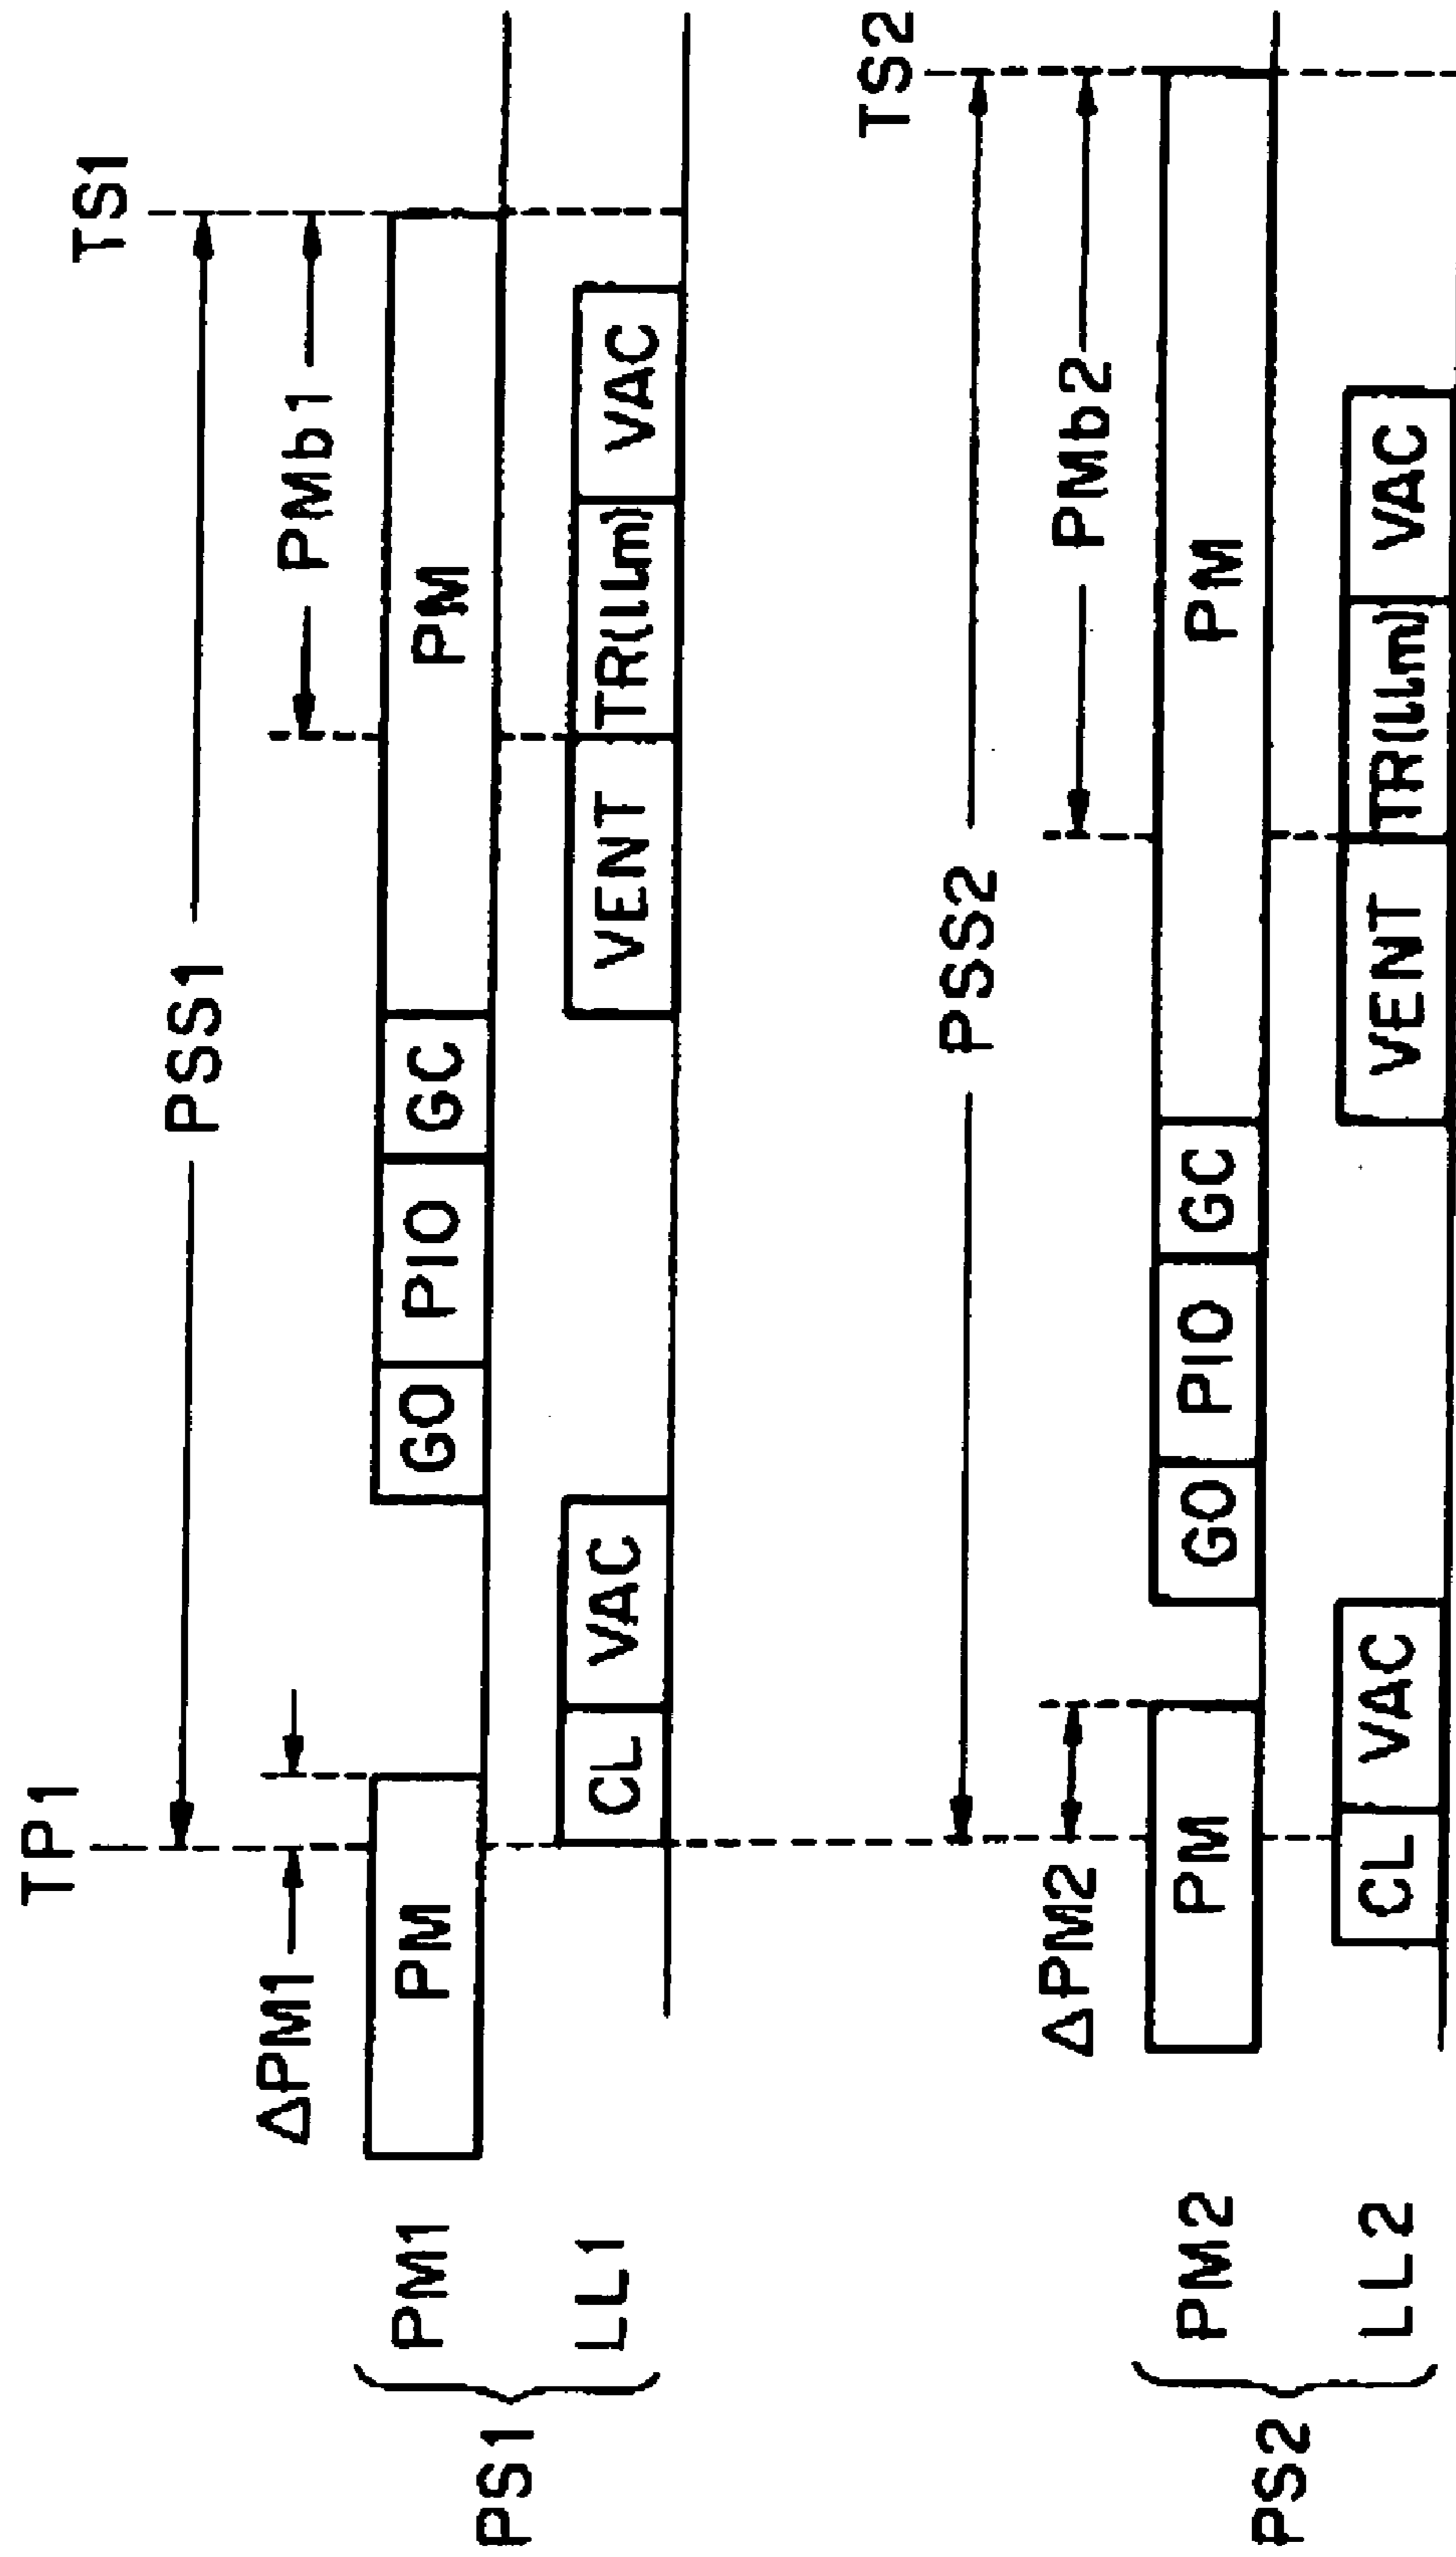 TP1
TS1
PSS1
ΔPM1
PMb1
PS1
PM1
PM
GO
PIO
GC
PM
LL1
CL
VAC
VENT
TR(LLm)
VAC
TS2
PSS2
ΔPM2
PMb2
PS2
PM2
PM
GO
PIO
GC
PM
LL2
CL
VAC
VENT
TR(LLm)
VAC